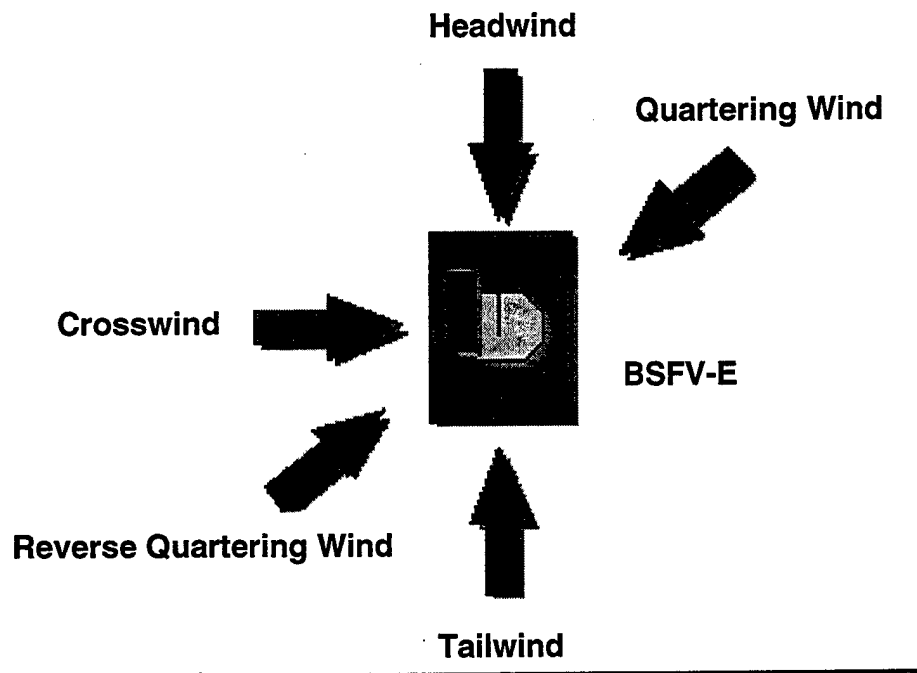 Headwind
Quartering Wind
Crosswind
BSFV-E
Reverse Quartering Wind
Tailwind